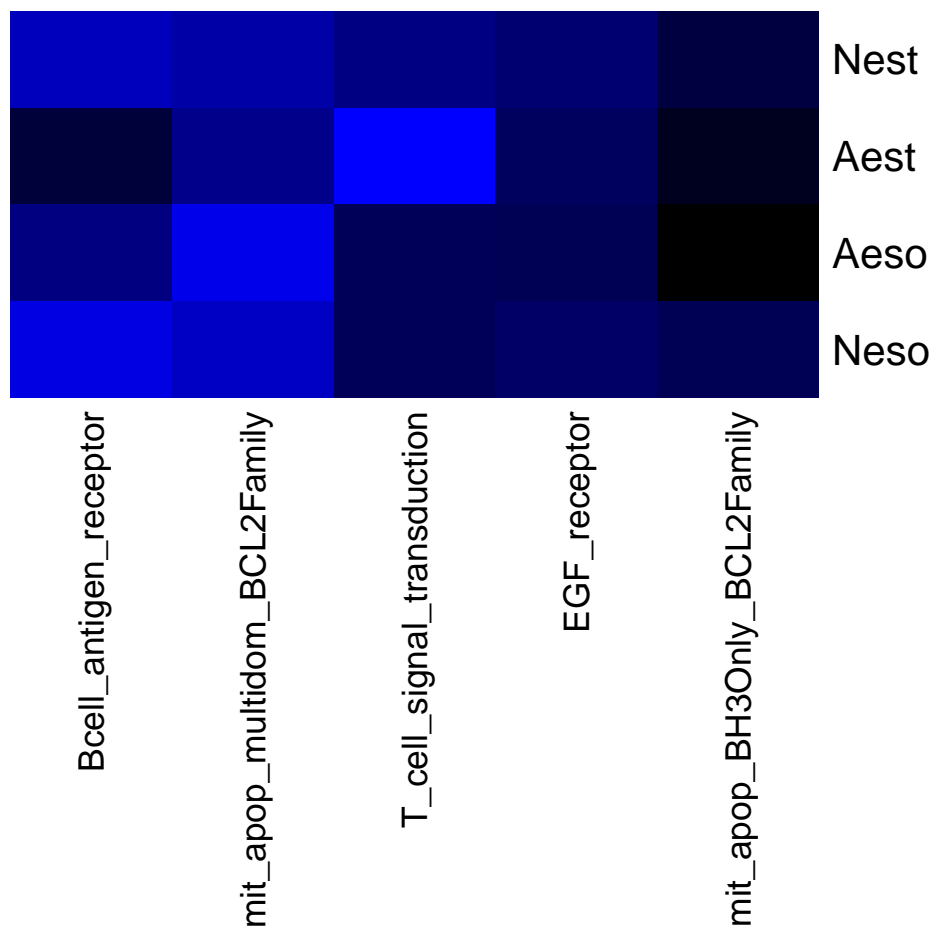 Nest
Aest
Aeso
Neso
Bcell_antigen_receptor
mit_apop_multidom_BCL2Family
T_cell_signal_transduction
EGF_receptor
mit_apop_BH3Only_BCL2Family